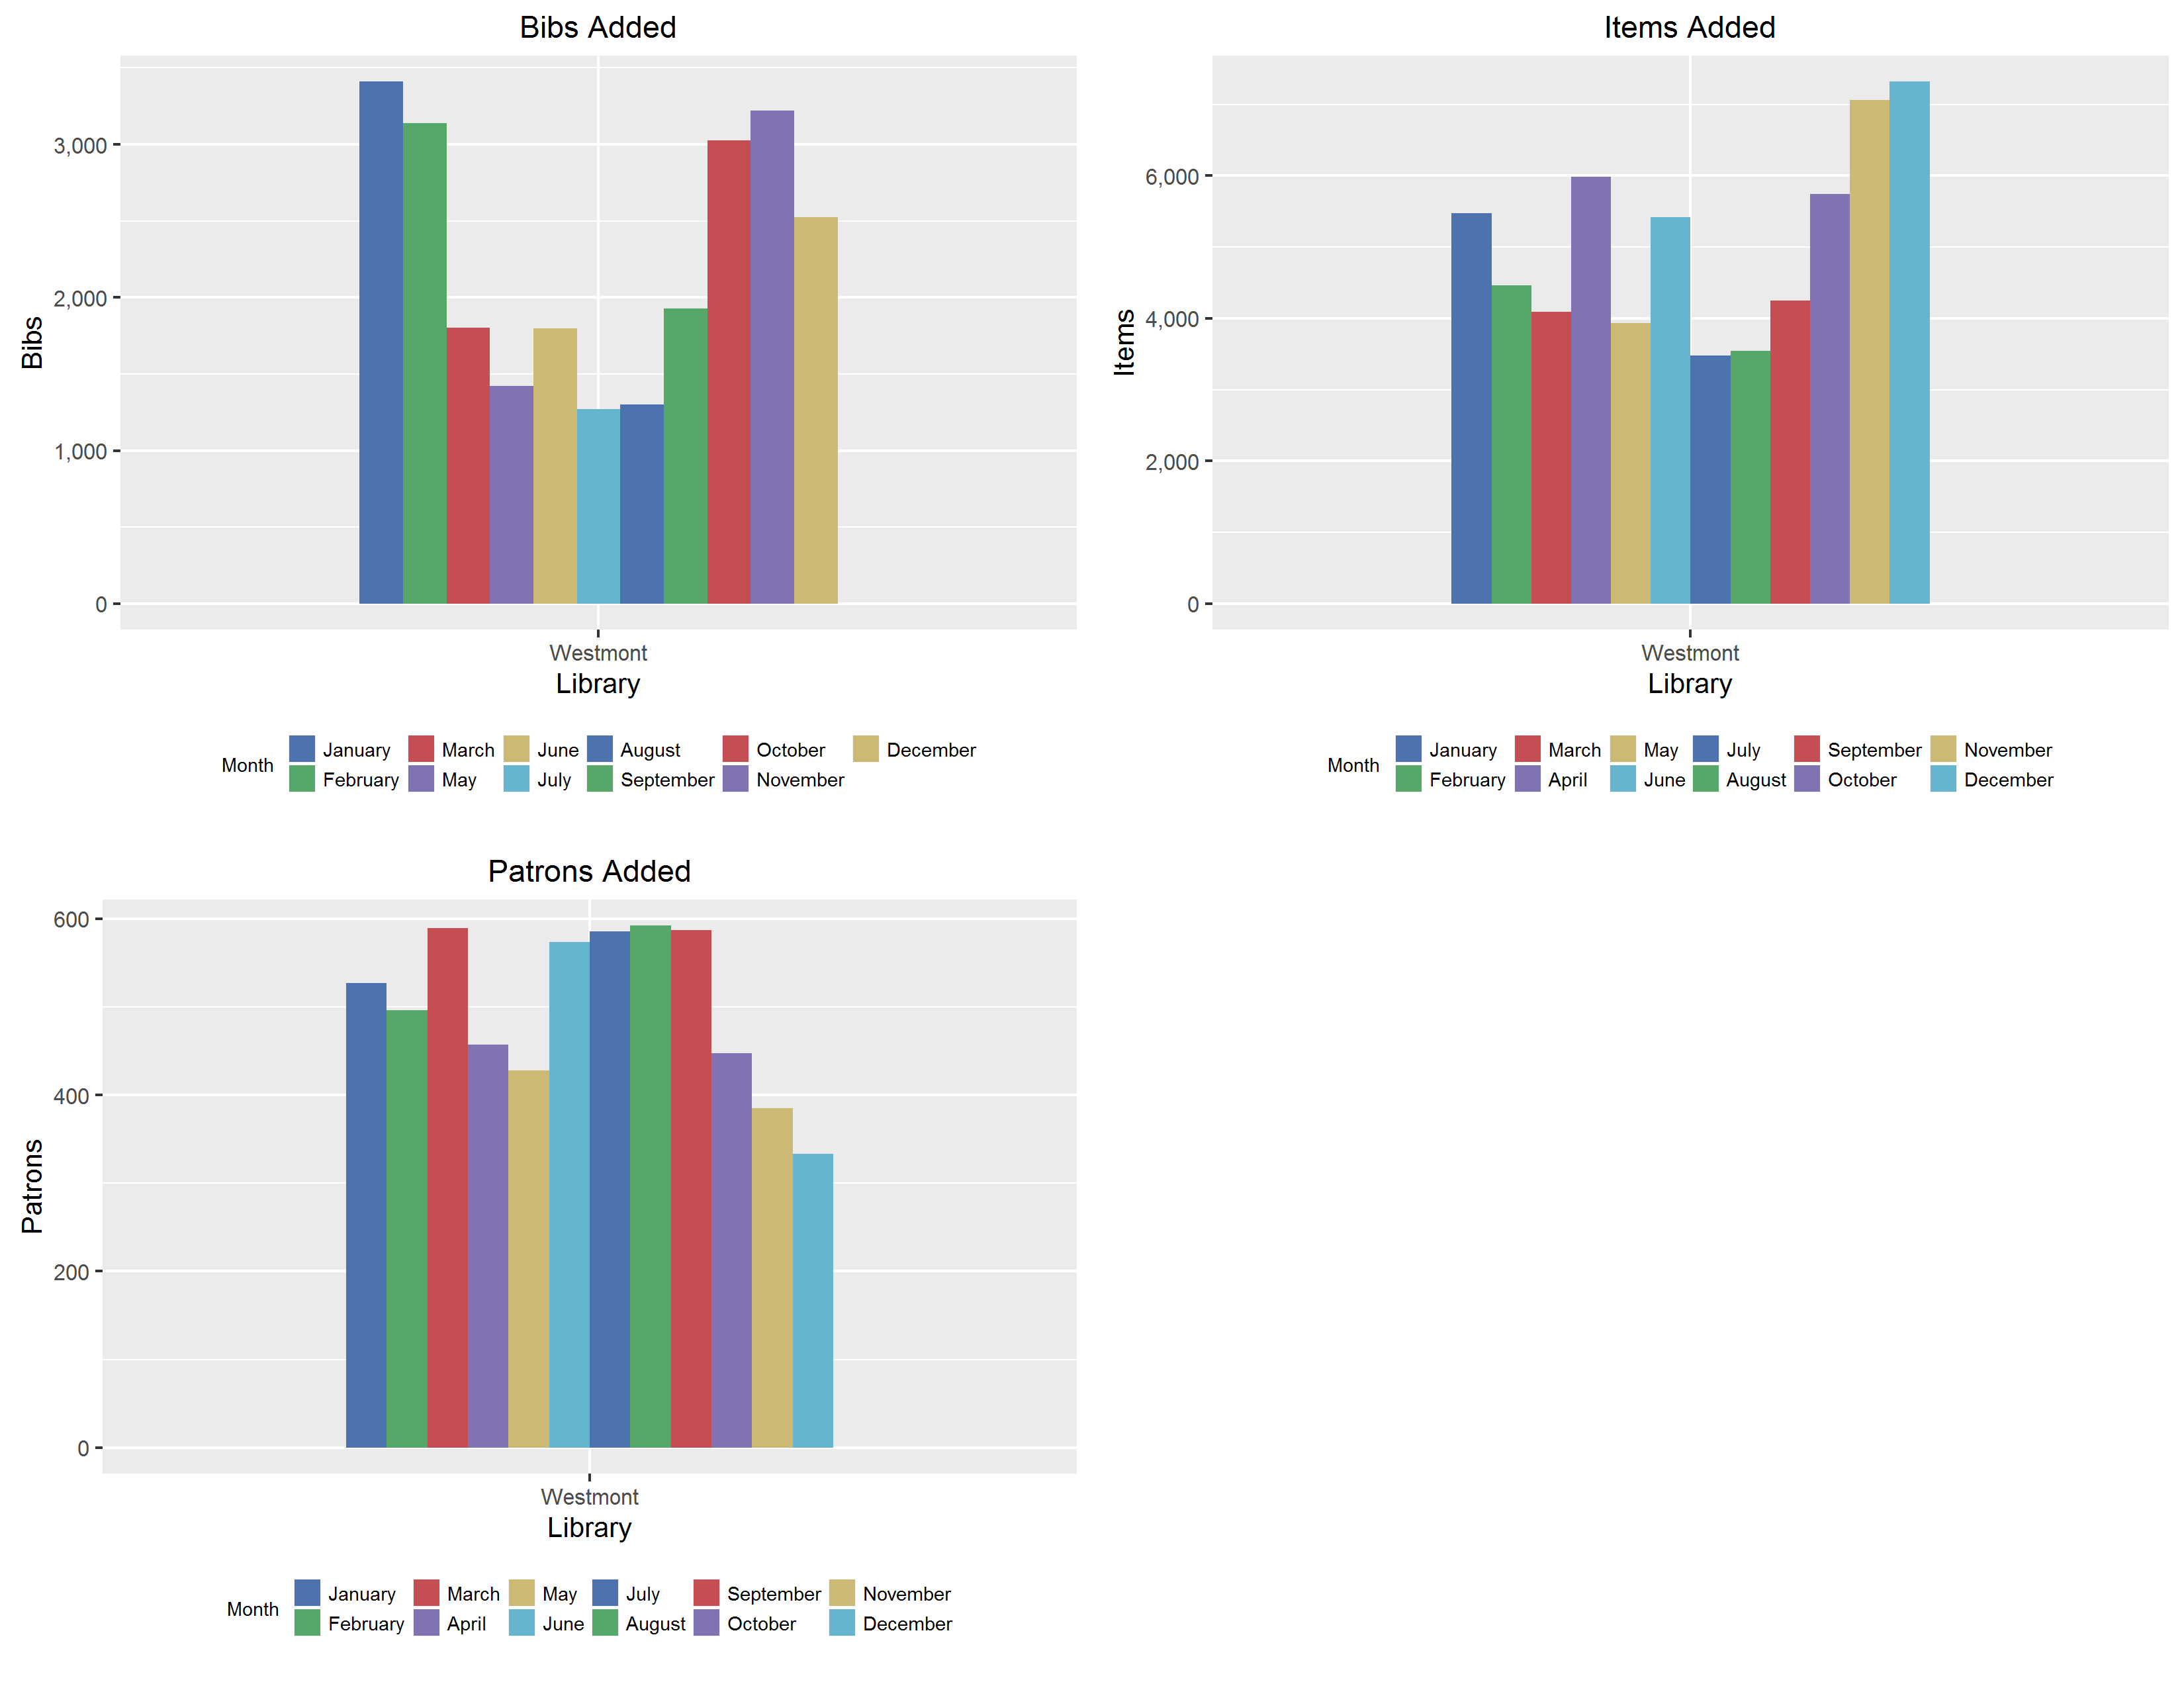 Bibs Added
Bibs
3,000
2,000
1,000
0
Westmont
Library
Month
January March June August October December
February May July September November
Items Added
Items
6,000
4,000
2,000
0
Westmont
Library
Month
January March May July September November
February April June August October December
Patrons Added
Patrons
600
400
200
0
Westmont
Library
Month
January March May July September November
February April June August October December